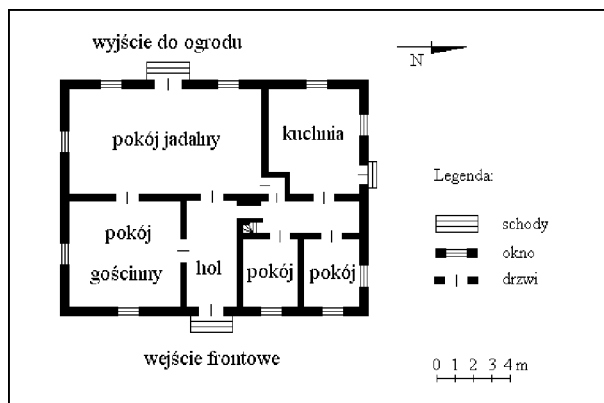 wyjście do ogrodu
N
pokój jadalny
kuchnia
Legenda:
pokój
gościnny
hol
pokój
pokój
schody
okno
drzwi
wejście frontowe
0 1 2 3 4 m